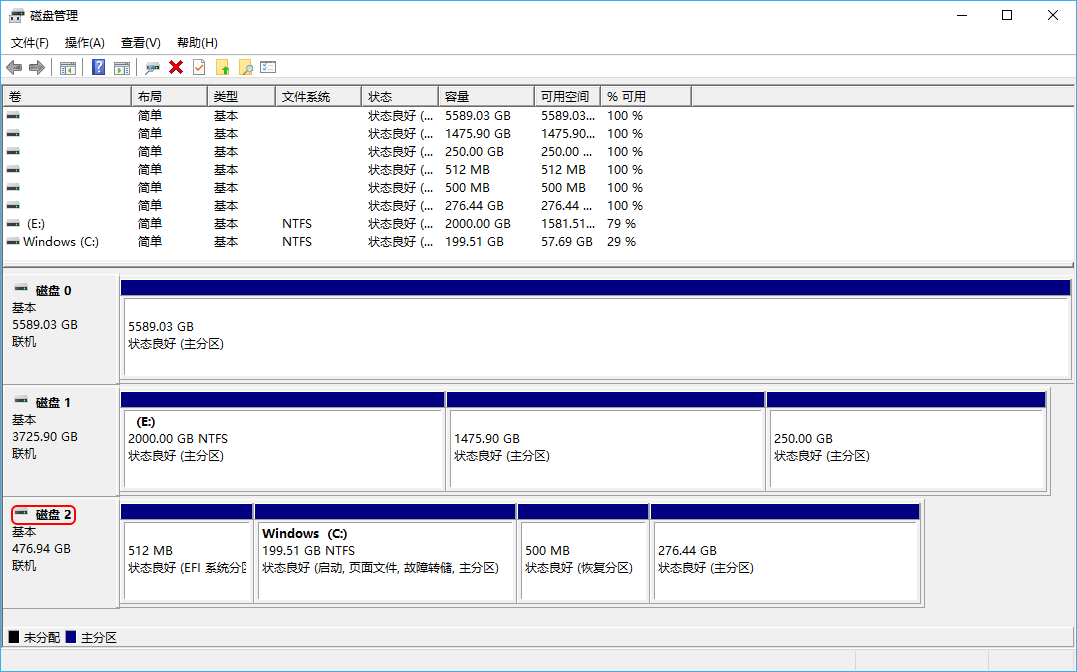 磁盘管理
文件(F) 操作(A) 查看(V) 帮助(H)
卷 布局 类型 文件系统 状态 容量 可用空间 % 可用
简单 基本 状态良好 (... 5589.03 GB 5589.03... 100 %
简单 基本 状态良好 (... 1475.90 GB 1475.90... 100 %
简单 基本 状态良好 (... 250.00 GB 250.00 ... 100 %
简单 基本 状态良好 (... 512 MB 512 MB 100 %
简单 基本 状态良好 (... 500 MB 500 MB 100 %
简单 基本 状态良好 (... 276.44 GB 276.44 ... 100 %
(E:) 简单 基本 NTFS 状态良好 (... 2000.00 GB 1581.51... 79 %
Windows (C:) 简单 基本 NTFS 状态良好 (... 199.51 GB 57.69 GB 29 %
磁盘 0
基本
5589.03 GB
联机
5589.03 GB
状态良好 (主分区)
磁盘 1
基本
3725.90 GB
联机
(E:)
2000.00 GB NTFS
状态良好 (主分区)
1475.90 GB
状态良好 (主分区)
250.00 GB
状态良好 (主分区)
磁盘 2
基本
476.94 GB
联机
512 MB
状态良好 (EFI 系统分区
Windows (C:)
199.51 GB NTFS
状态良好 (启动, 页面文件, 故障转储, 主分区)
500 MB
状态良好 (恢复分区)
276.44 GB
状态良好 (主分区)
未分配 主分区